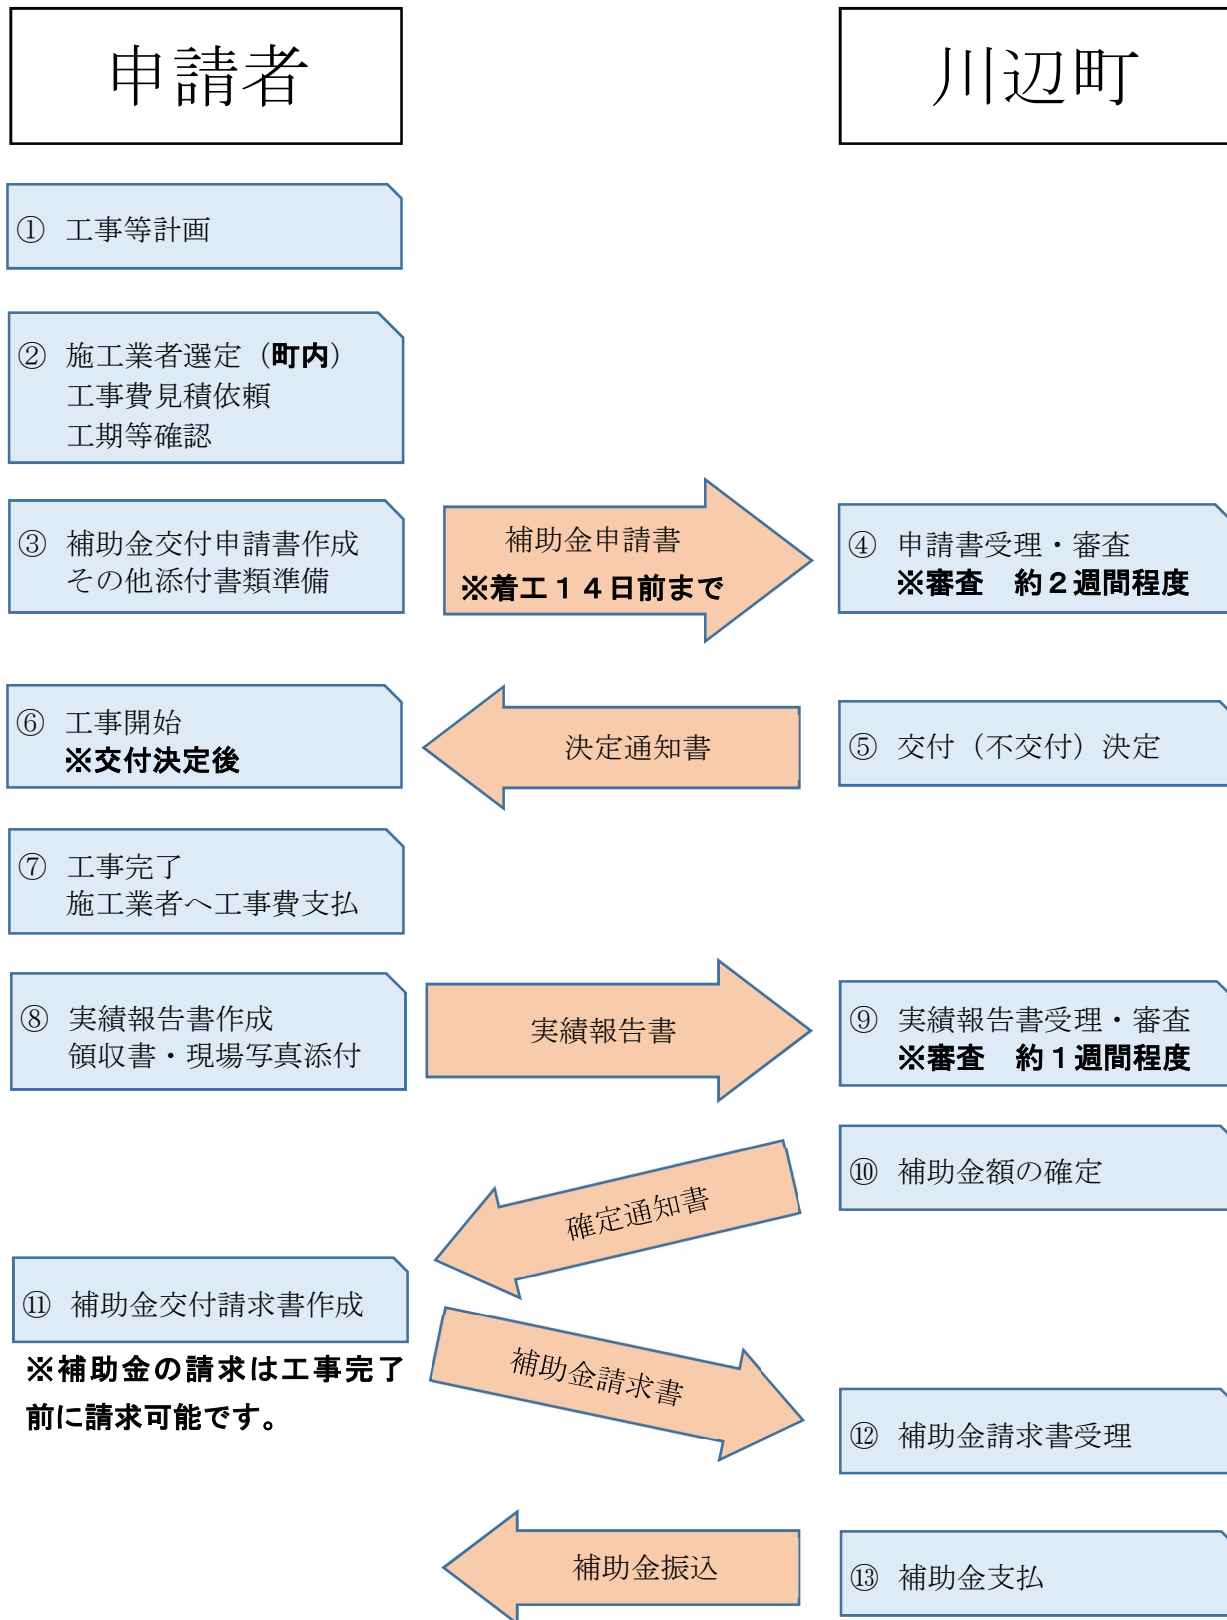 申請者
川辺町
① 工事等計画
② 施工業者選定（町内）
工事費見積依頼
工期等確認
③ 補助金交付申請書作成
その他添付書類準備
補助金申請書
※着工１４日前まで
④ 申請書受理・審査
※審査　約２週間程度
⑥ 工事開始
※交付決定後
決定通知書
⑤ 交付（不交付）決定
⑦ 工事完了
施工業者へ工事費支払
⑧ 実績報告書作成
領収書・現場写真添付
実績報告書
⑨ 実績報告書受理・審査
※審査　約１週間程度
⑩ 補助金額の確定
確定通知書
⑪ 補助金交付請求書作成
※補助金の請求は工事完了
前に請求可能です。
補助金請求書
⑫ 補助金請求書受理
補助金振込
⑬ 補助金支払